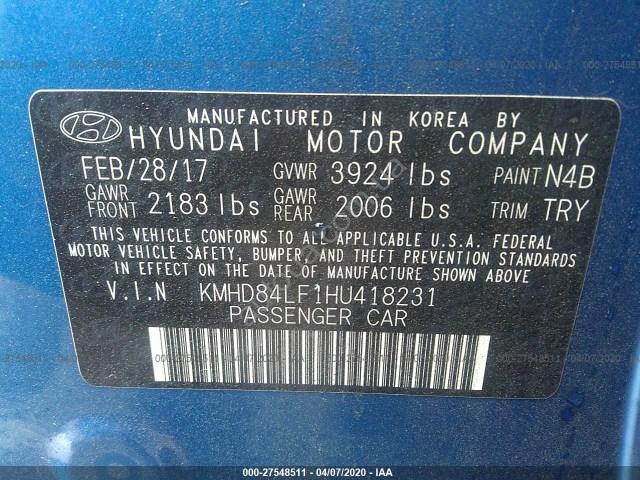 MANUFACTURED IN KOREA BY
HYUNDAI MOTOR COMPANY
FEB/28/17 GVWR 3924 lbs PAINT N4B
GAWR FRONT 2183 lbs GAWR REAR 2006 lbs TRIM TRY
THIS VEHICLE CONFORMS TO ALL APPLICABLE U.S.A. FEDERAL
MOTOR VEHICLE SAFETY, BUMPER, AND THEFT PREVENTION STANDARDS
IN EFFECT ON THE DATE OF MANUFACTURE SHOWN ABOVE
V.I.N KMHD84LF1HU418231
PASSENGER CAR
000-27548511 - 04/07/2020 - IAA